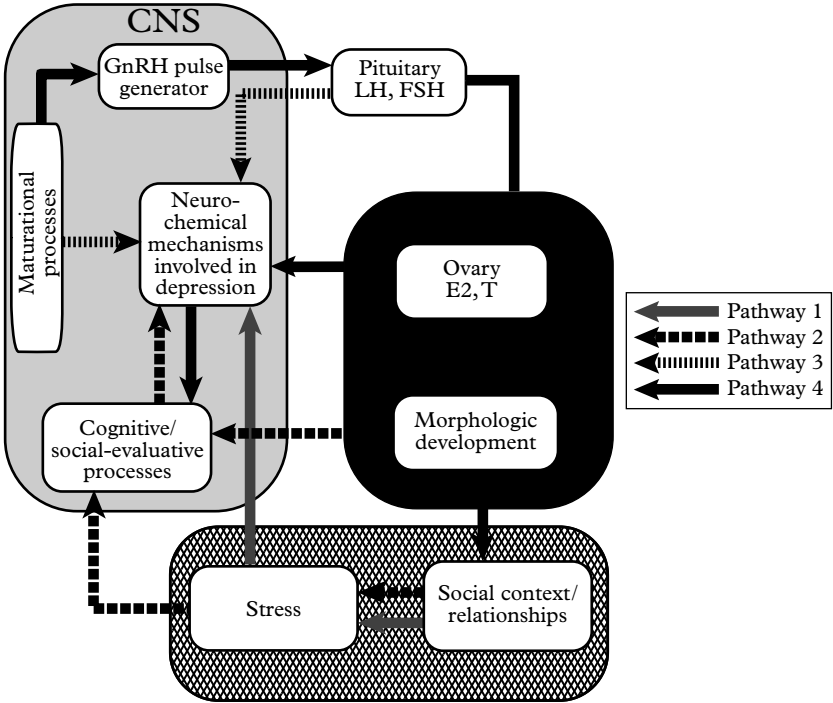 CNS
GnRH pulse
generator
Pituitary
LH, FSH
Maturational
processes
Neuro-
chemical
mechanisms
involved in
depression
Ovary
E2, T
Morphologic
development
Cognitive/
social-evaluative
processes
Stress
Social context/
relationships
Pathway 1
Pathway 2
Pathway 3
Pathway 4